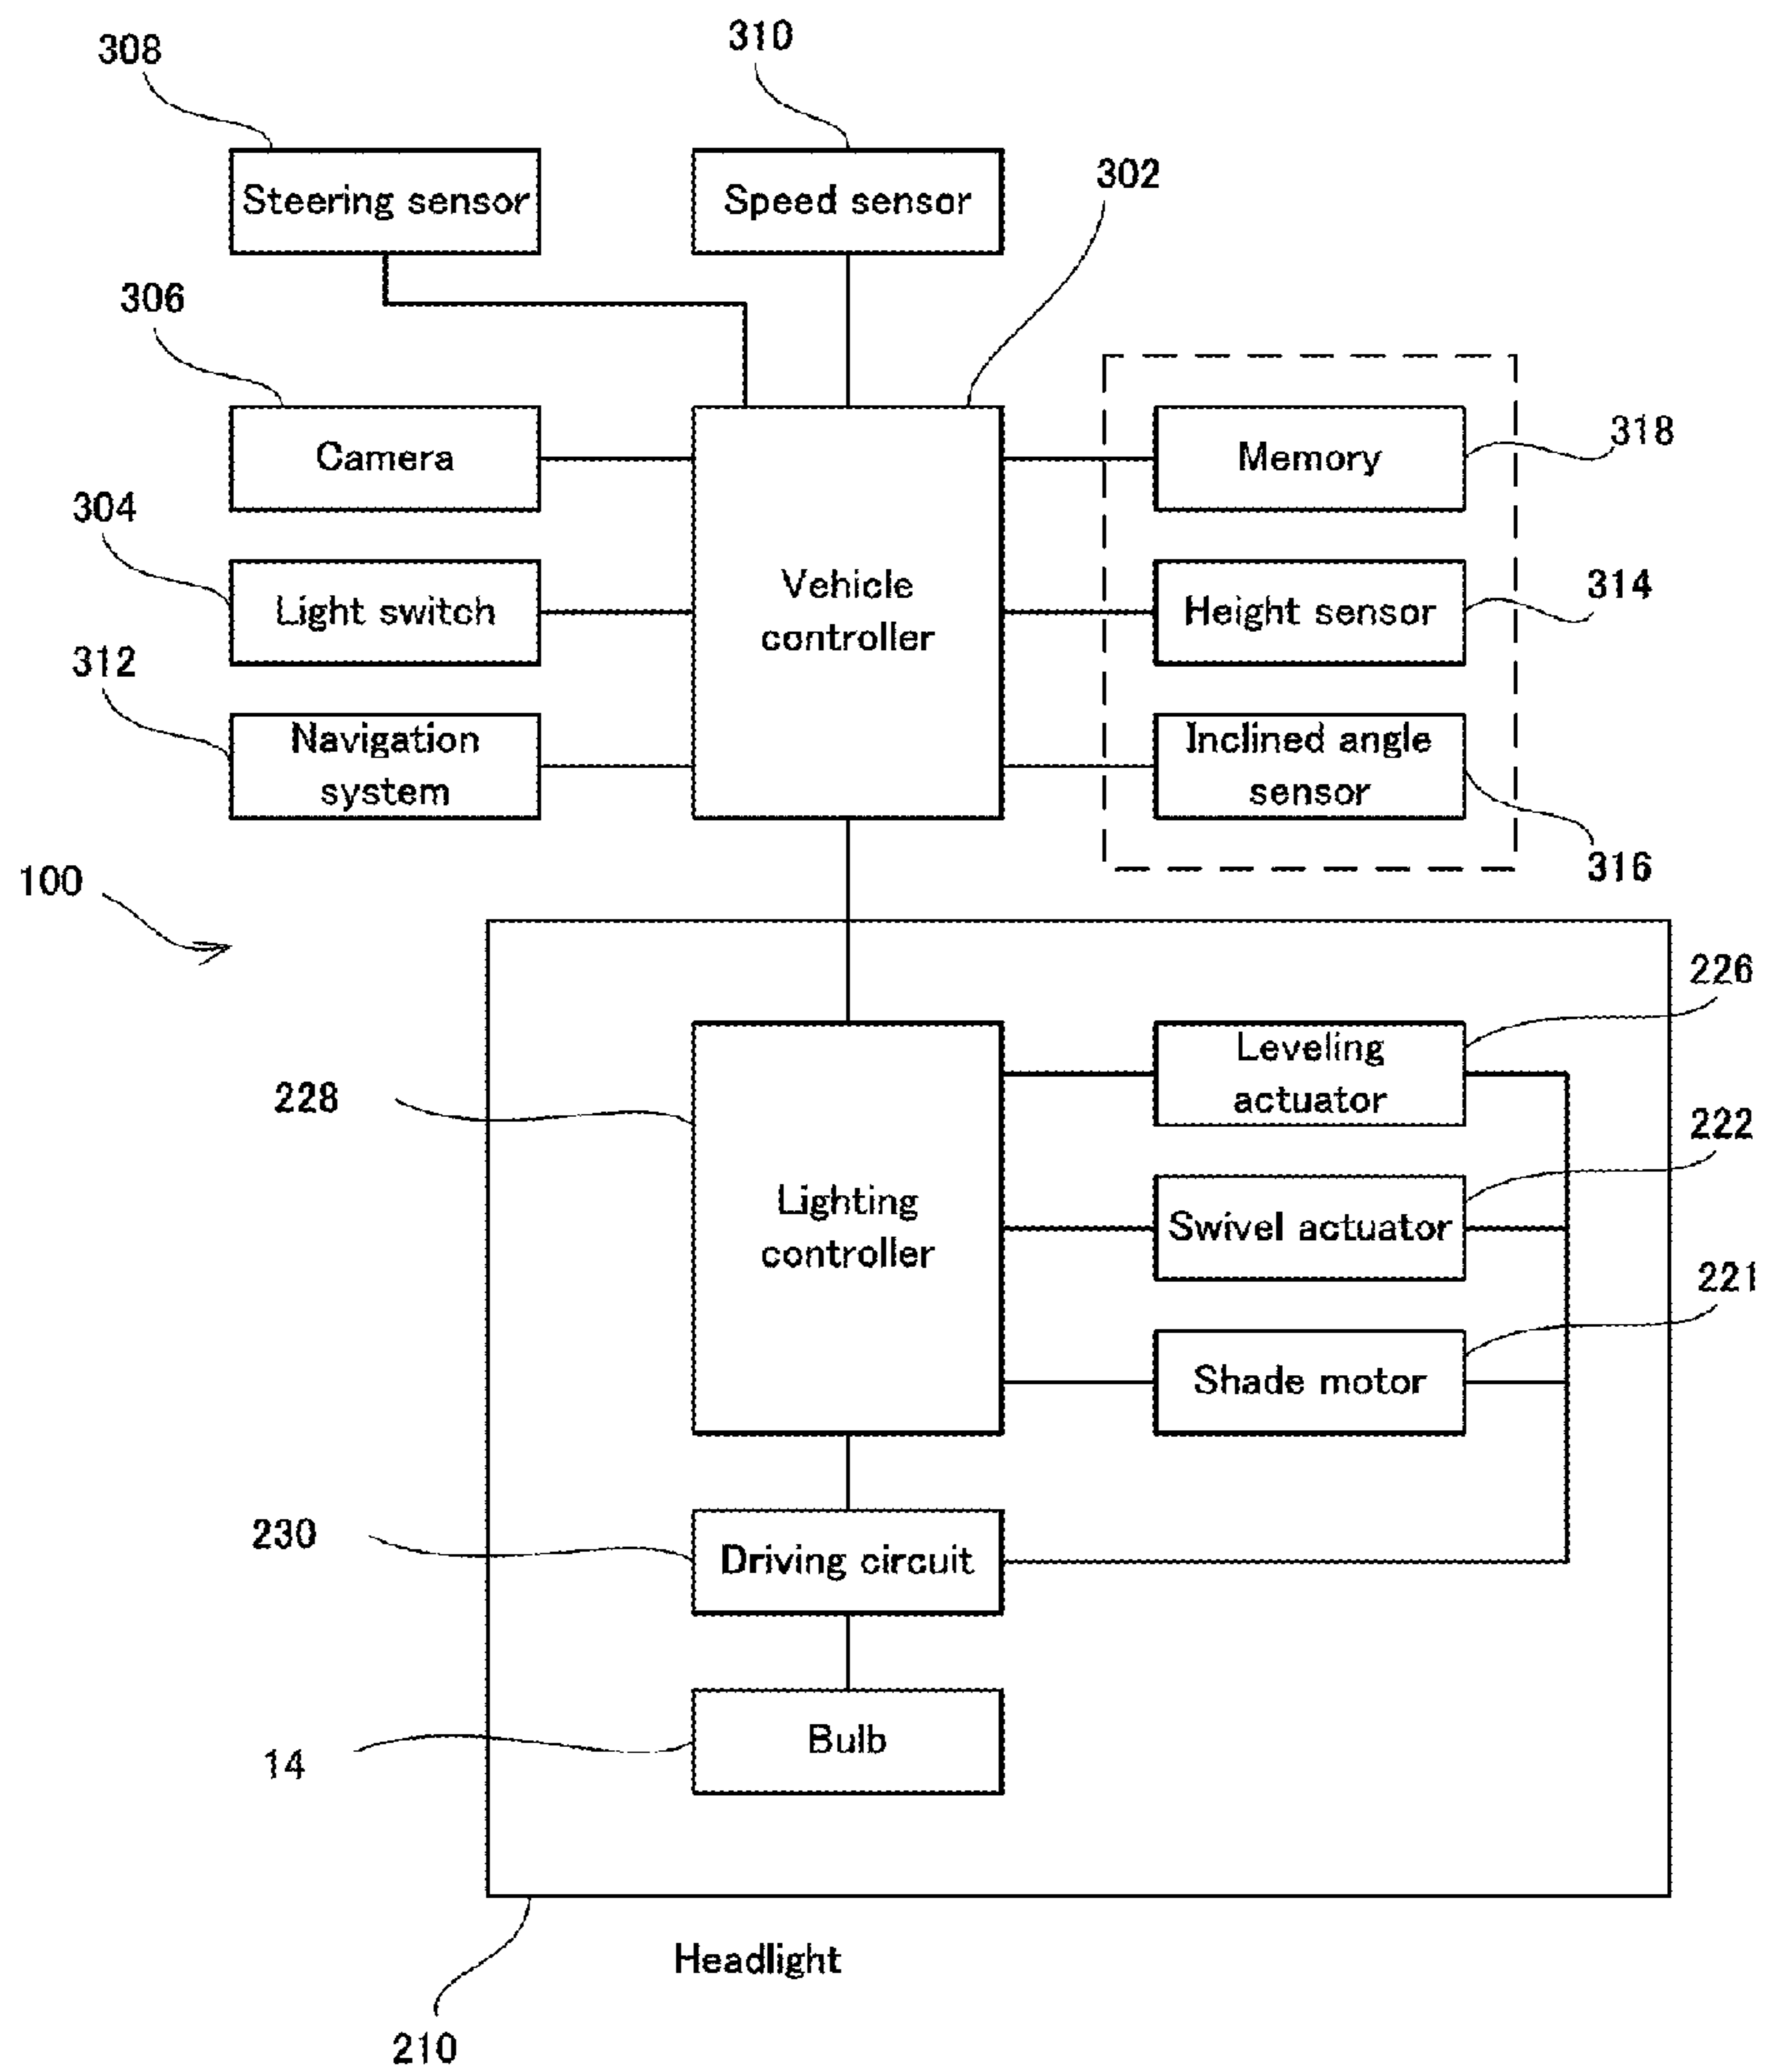 308
310
302
Steering sensor
Speed sensor
306
Camera
Memory
318
304
Light switch
Vehicle
controller
Height sensor
314
312
Navigation
system
Inclined angle
sensor
316
100
226
Leveling
actuator
228
222
Lighting
controller
Swivel actuator
221
Shade motor
230
Driving circuit
14
Bulb
Headlight
210